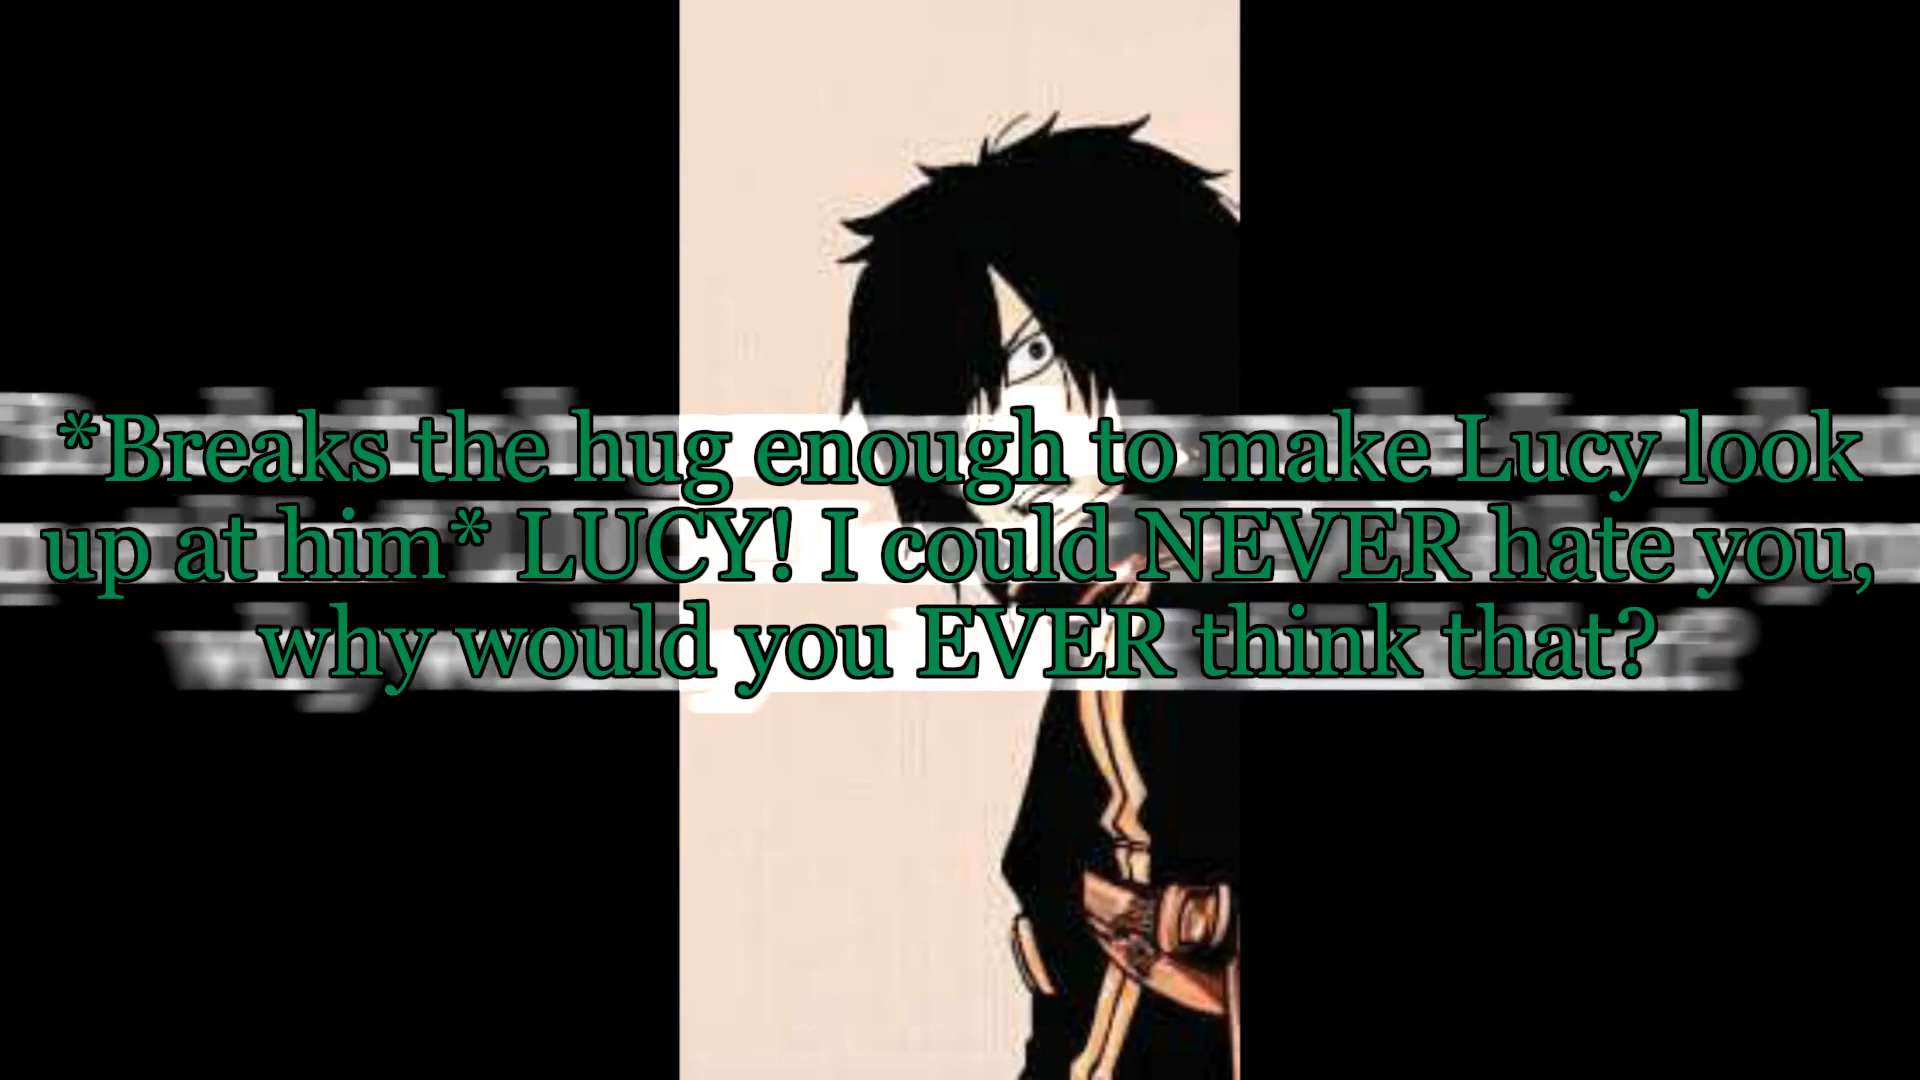 *Breaks the hug enough to make Lucy look
up at him* LUCY! I could NEVER hate you,
why would you EVER think that?